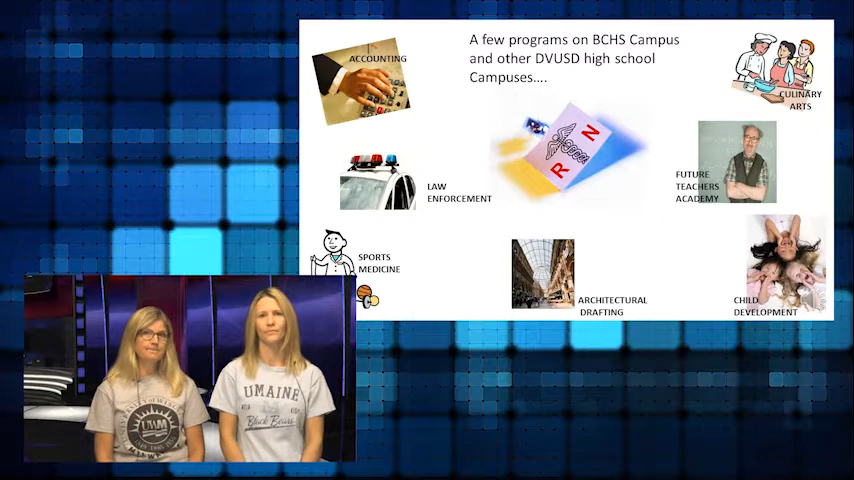 A few programs on BCHS Campus
and other DVUSD high school
Campuses....
ACCOUNTING
CULINARY
ARTS
R N
LAW
ENFORCEMENT
FUTURE
TEACHERS
ACADEMY
SPORTS
MEDICINE
ARCHITECTURAL
DRAFTING
CHILD
DEVELOPMENT
UWM
UMAINE
Black Bears